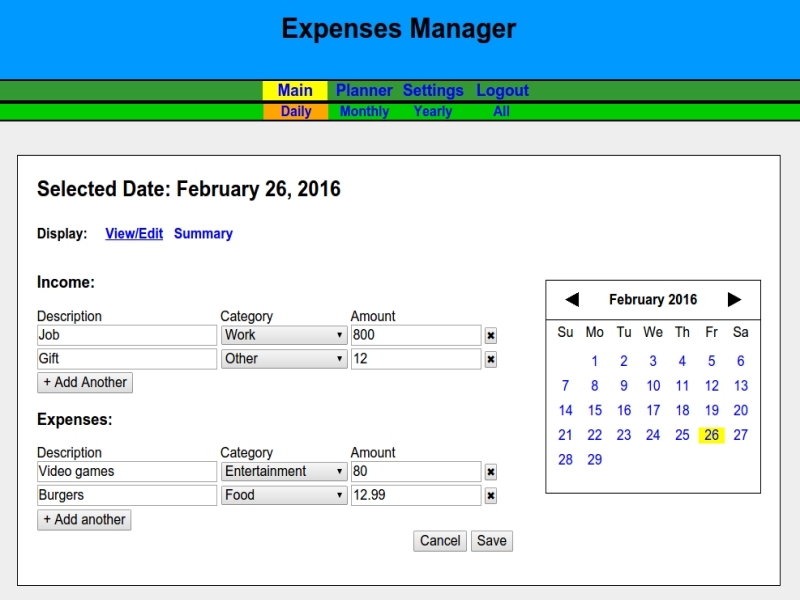 Expenses Manager
Main Planner Settings Logout
Daily Monthly Yearly All
Selected Date: February 26, 2016
Display: View/Edit Summary
Income:
Description Category Amount
Job Work 800
Gift Other 12
+ Add Another
Expenses:
Description Category Amount
Video games Entertainment 80
Burgers Food 12.99
+ Add another
Cancel Save
February 2016
Su Mo Tu We Th Fr Sa
1 2 3 4 5 6
7 8 9 10 11 12 13
14 15 16 17 18 19 20
21 22 23 24 25 26 27
28 29